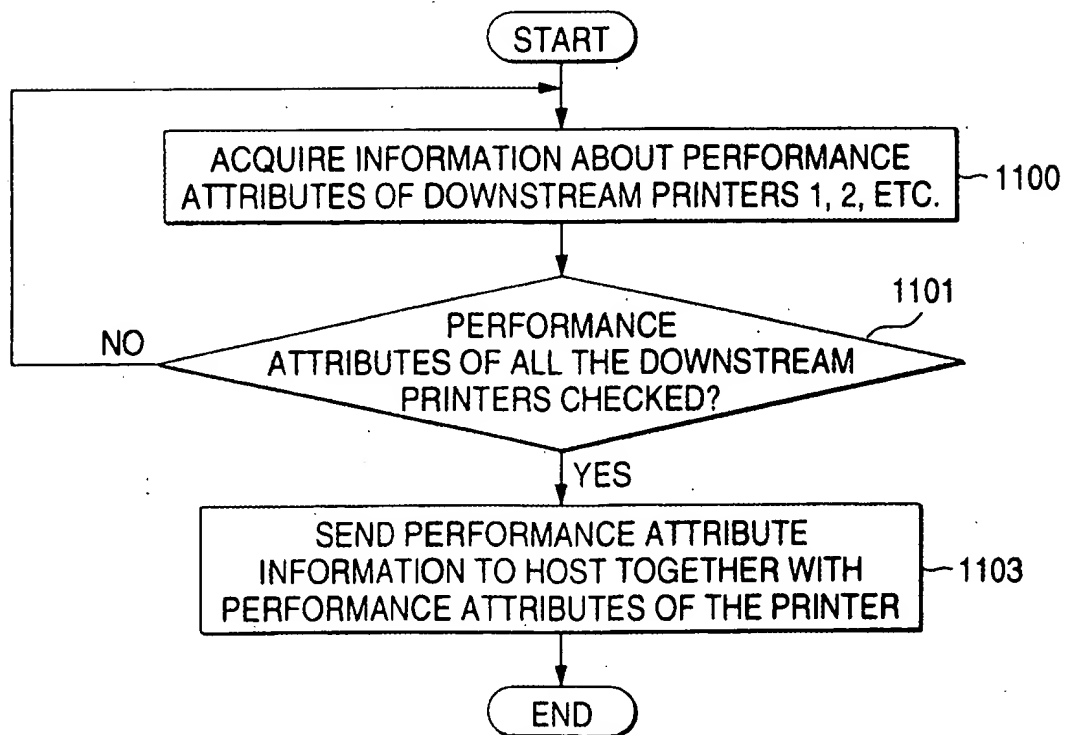 START
ACQUIRE INFORMATION ABOUT PERFORMANCE
ATTRIBUTES OF DOWNSTREAM PRINTERS 1, 2, ETC.
1100
1101
PERFORMANCE
ATTRIBUTES OF ALL THE DOWNSTREAM
PRINTERS CHECKED?
NO
YES
SEND PERFORMANCE ATTRIBUTE
INFORMATION TO HOST TOGETHER WITH
PERFORMANCE ATTRIBUTES OF THE PRINTER
1103
END